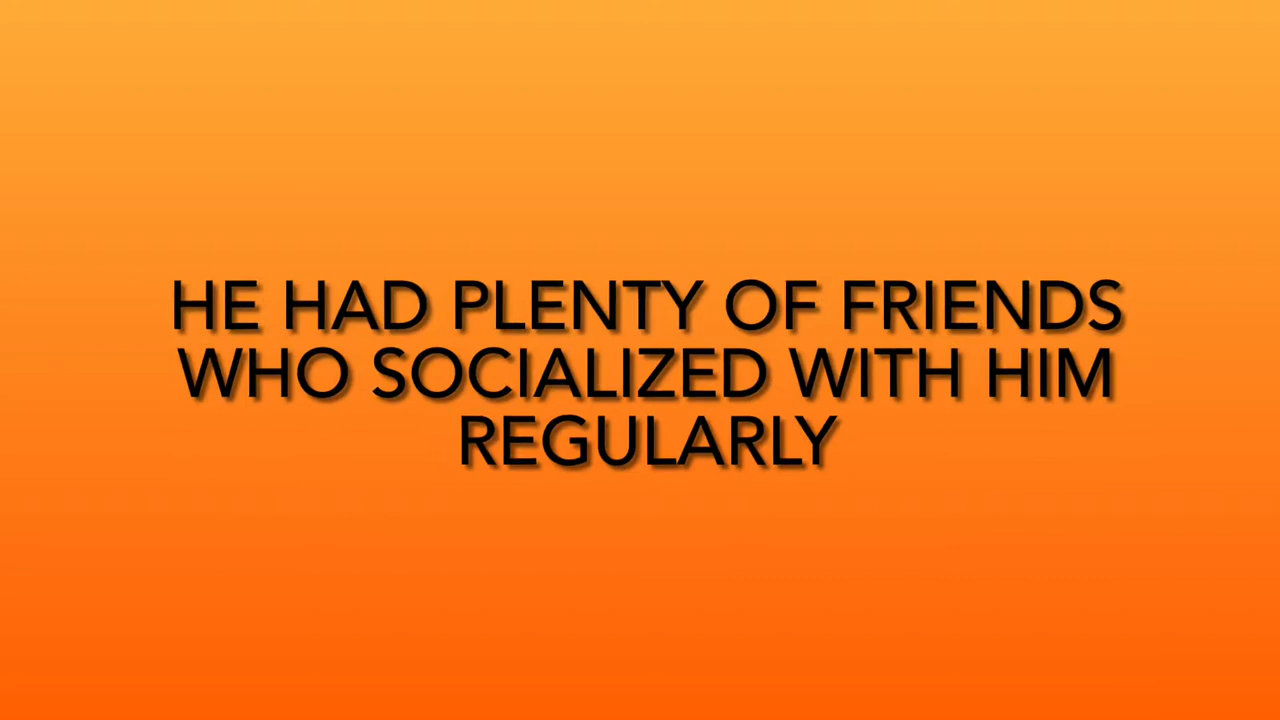 HE HAD PLENTY OF FRIENDS
WHO SOCIALIZED WITH HIM
REGULARLY